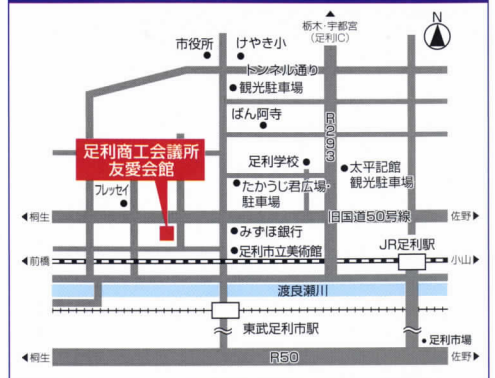 栃木・宇都宮
(足利IC)
N
市役所
けやき小
トンネル通り
観光駐車場
ばん阿寺
R293
足利商工会議所
友愛会館
足利学校
太平記館
観光駐車場
フレッセイ
たかうじ君広場・
駐車場
桐生
旧国道50号線
佐野
みずほ銀行
足利市立美術館
JR足利駅
前橋
小山
渡良瀬川
東武足利市駅
足利市場
桐生
R50
佐野